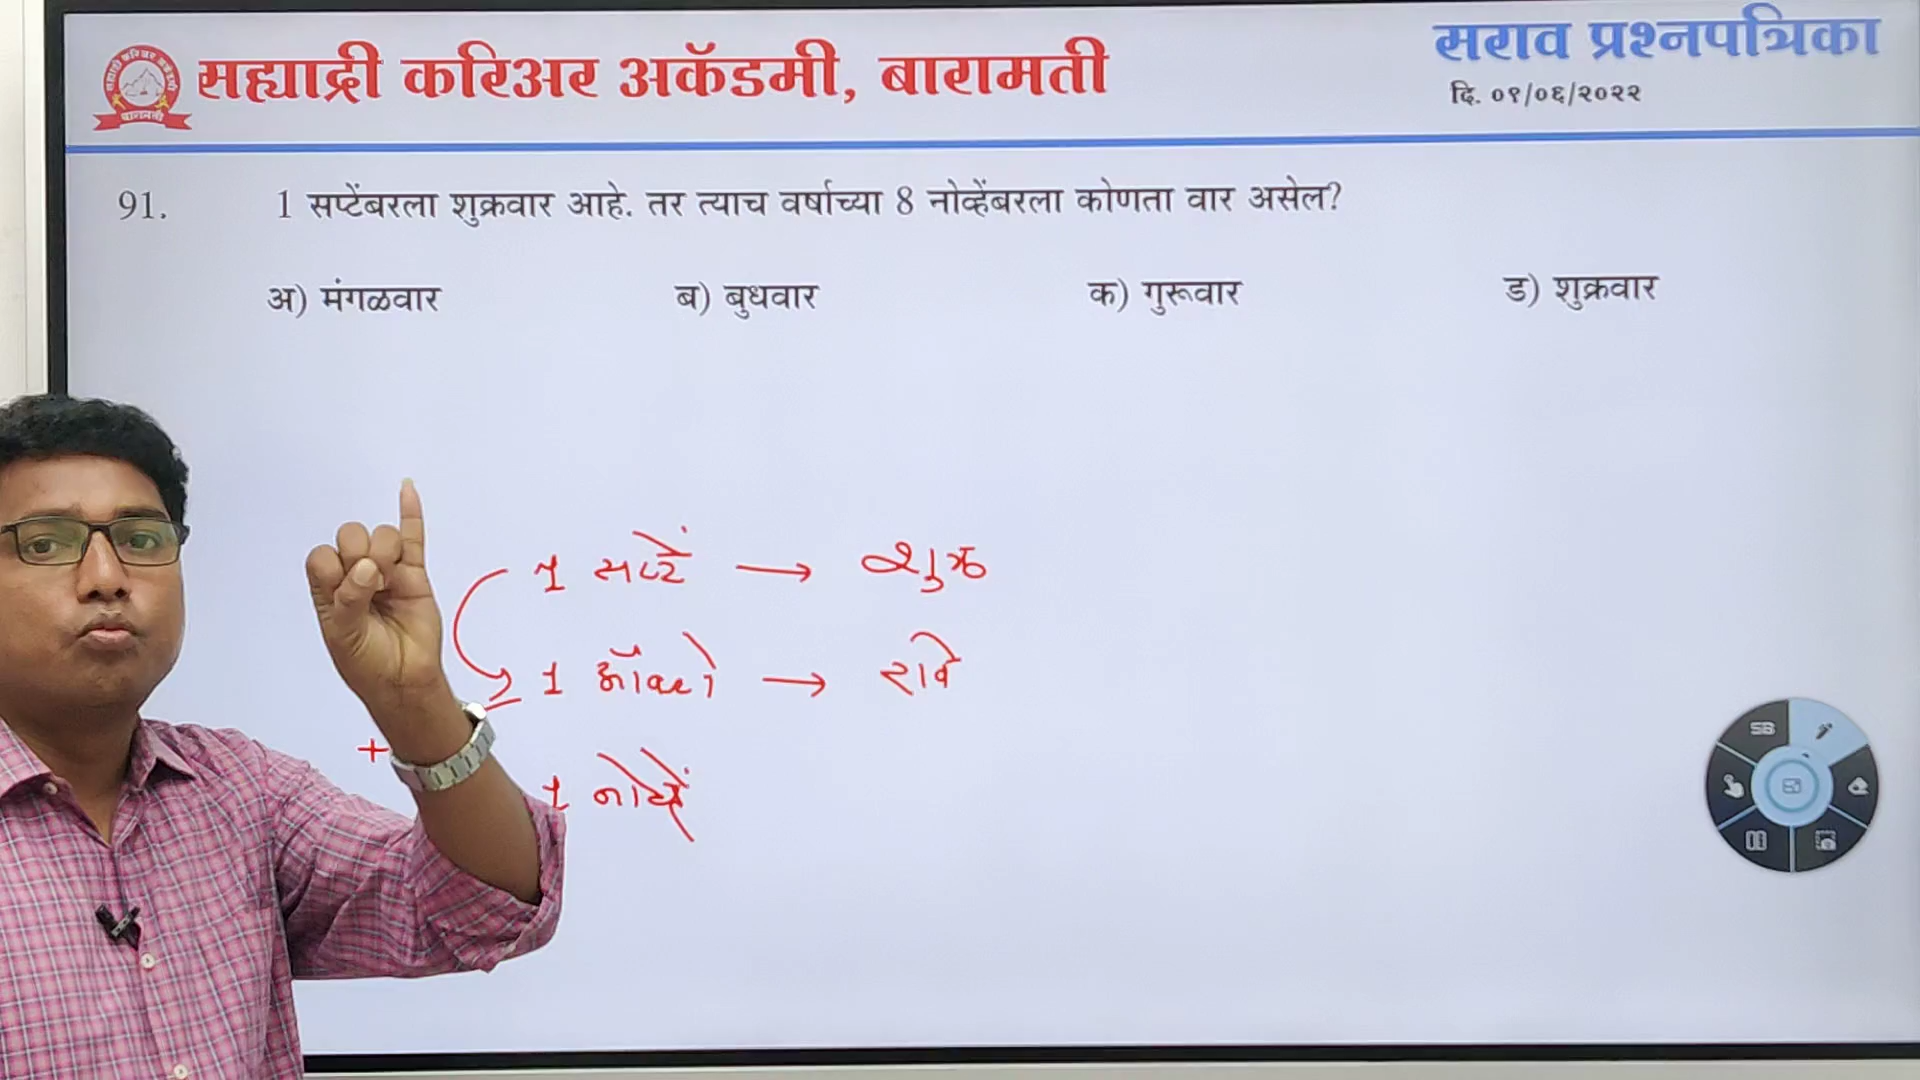 सह्याद्री करिअर अकॅडमी, बारामती
सराव प्रश्नपत्रिका
दि. ०९/०६/२०२२
91. 1 सप्टेंबरला शुक्रवार आहे. तर त्याच वर्षाच्या 8 नोव्हेंबरला कोणता वार असेल?
अ) मंगळवार ब) बुधवार क) गुरूवार ड) शुक्रवार
1 सप्टें → शुक्र
1 ऑक्टो → रवि
+
1 नोव्हें